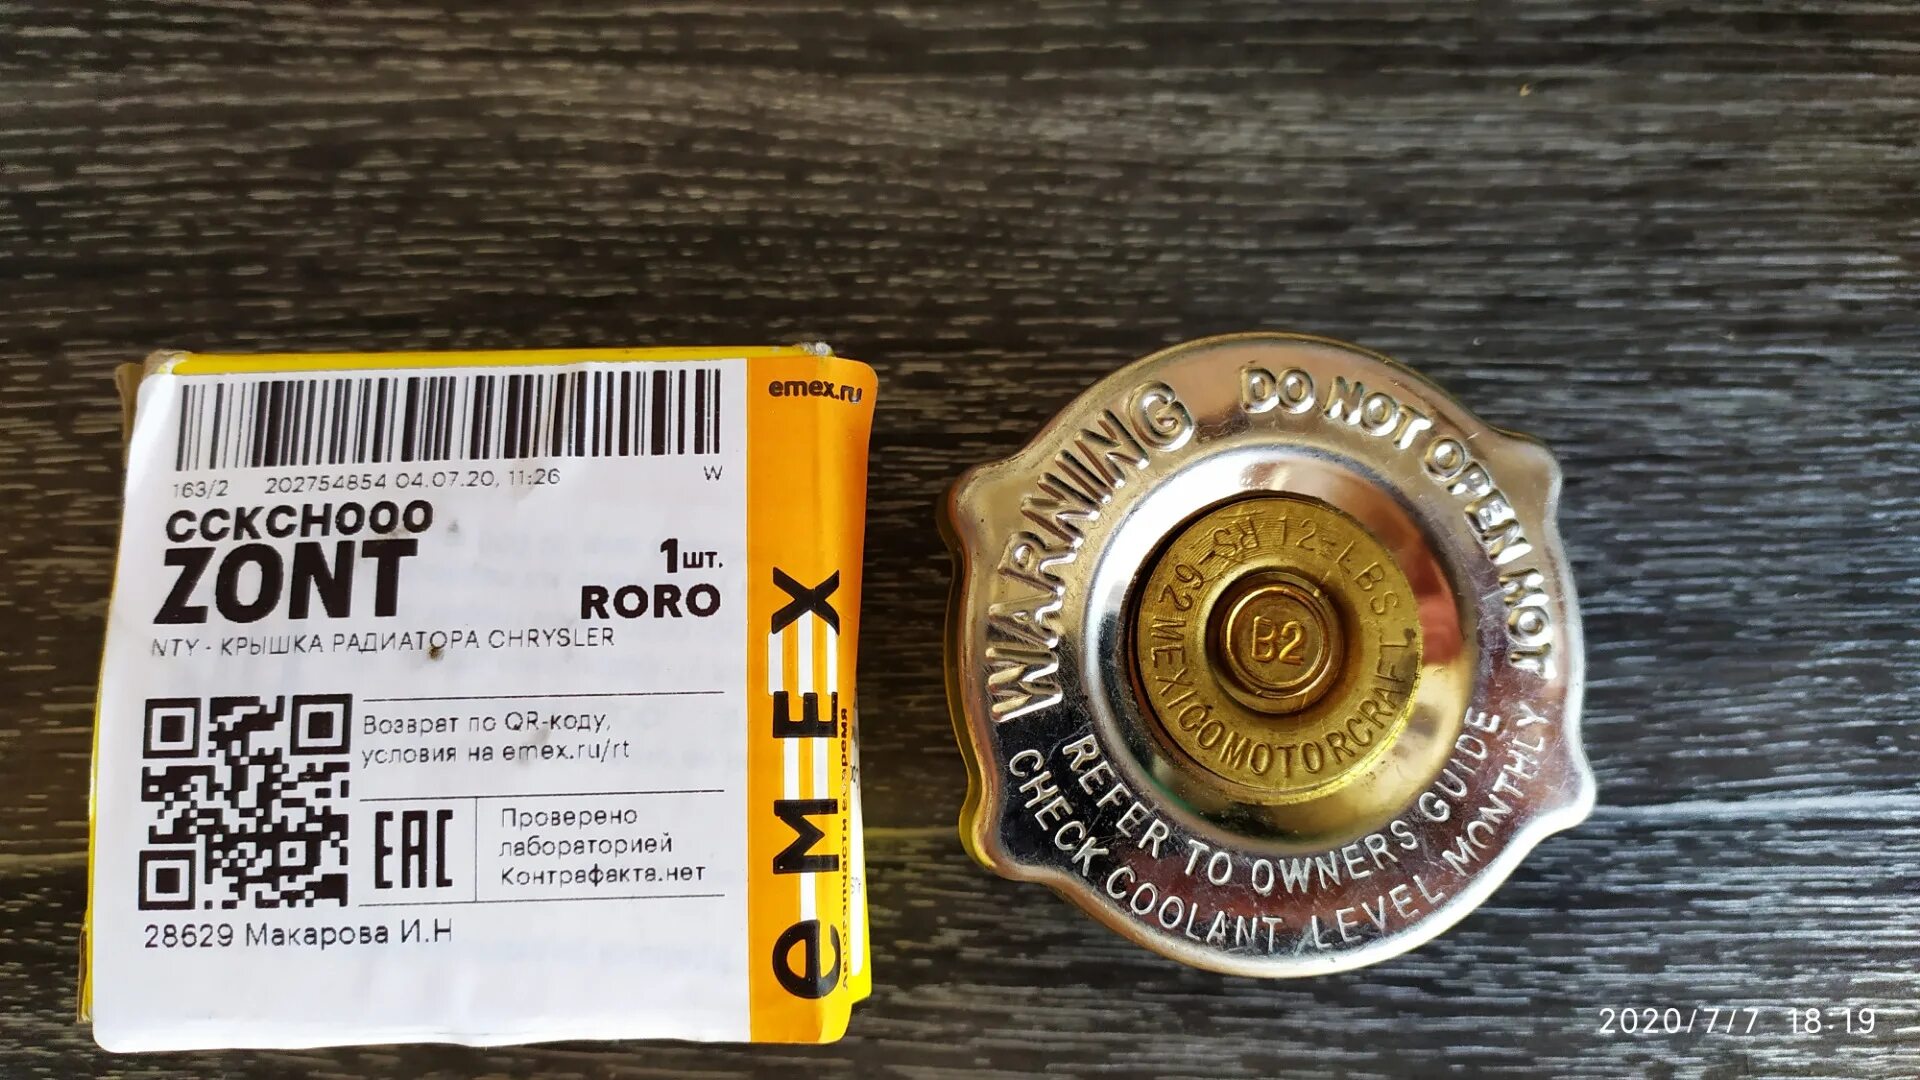 emex.ru
163/2 202754854 04.07.20, 11:26 W
CCKCH000
ZONT
1шт.
RORO
NTY - КРЫШКА РАДИАТОРА CHRYSLER
Возврат по QR-коду,
условия на emex.ru/rt
EAC
Проверено
лабораторией
Контрафакта.нет
28629 Макарова И.Н
emex
WARNING DO NOT OPEN HOT
REFER TO OWNERS GUIDE
CHECK COOLANT LEVEL MONTHLY
RS 12-LBS
62 MEXICO MOTORCRAFT
B2
2020/7/7 18:19